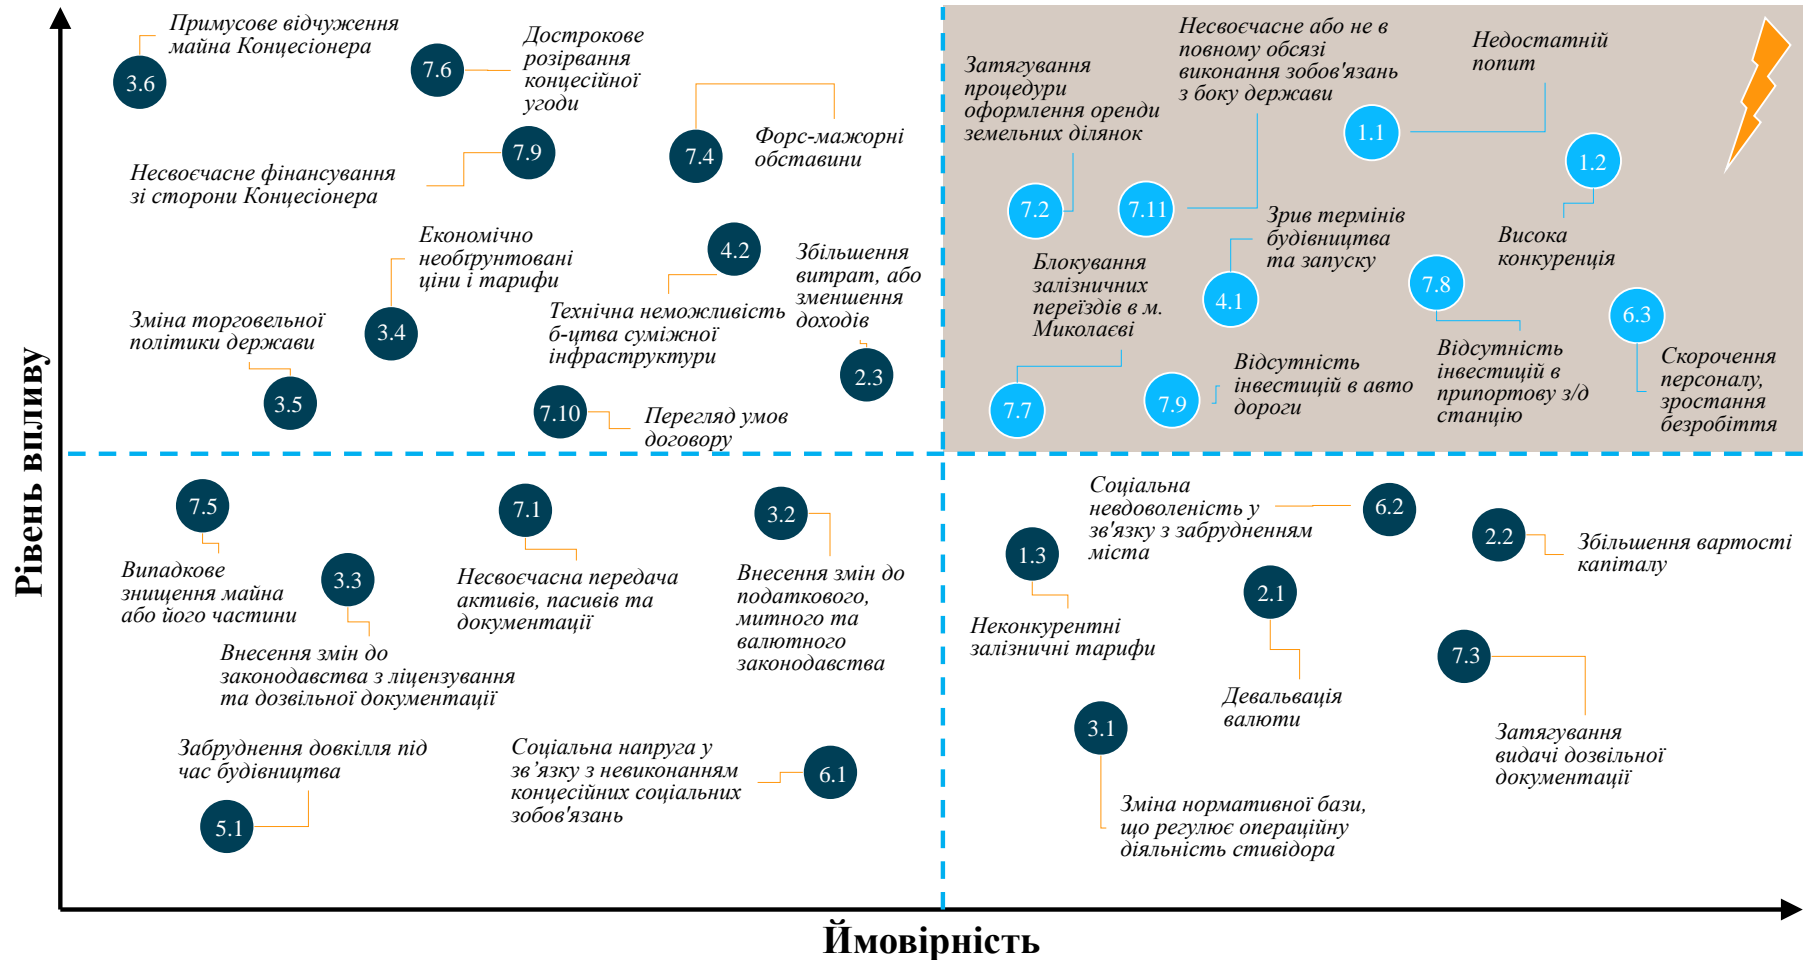 Рівень впливу
Примусове відчуження
майна Концесіонера
3.6
7.6
Дострокове
розірвання
концесійної
угоди
Несвоєчасне фінансування
зі сторони Концесіонера
7.9
7.4
Форс-мажорні
обставини
Економічно
необґрунтовані
ціни і тарифи
3.4
4.2
Технічна неможливість
б-цтва суміжної
інфраструктури
Збільшення
витрат, або
зменшення
доходів
2.3
Зміна торговельної
політики держави
3.5
7.10
Перегляд умов
договору
Затягування
процедури
оформлення оренди
земельних ділянок
7.2
Несвоєчасне або не в
повному обсязі
виконання зобов'язань
з боку держави
7.11
Недостатній
попит
1.1
1.2
Висока
конкуренція
Блокування
залізничних
переїздів в м.
Миколаєві
7.7
Зрив термінів
будівництва
та запуску
4.1
7.8
Відсутність
інвестицій в
припортову з/д
станцію
6.3
Скорочення
персоналу,
зростання
безробіття
7.9
Відсутність
інвестицій в авто
дороги
7.5
Випадкове
знищення майна
або його частини
3.3
Внесення змін до
законодавства з ліцензування
та дозвільної документації
7.1
Несвоєчасна передача
активів, пасивів та
документації
3.2
Внесення змін до
податкового,
митного та
валютного
законодавства
Забруднення довкілля під
час будівництва
5.1
Соціальна напруга у
зв’язку з невиконанням
концесійних соціальних
зобов'язань
6.1
Соціальна
невдоволеність у
зв'язку з забрудненням
міста
6.2
2.2
Збільшення вартості
капіталу
1.3
Неконкурентні
залізничні тарифи
2.1
Девальвація
валюти
7.3
Затягування
видачі дозвільної
документації
3.1
Зміна нормативної бази,
що регулює операційну
діяльність стивідора
Ймовірність